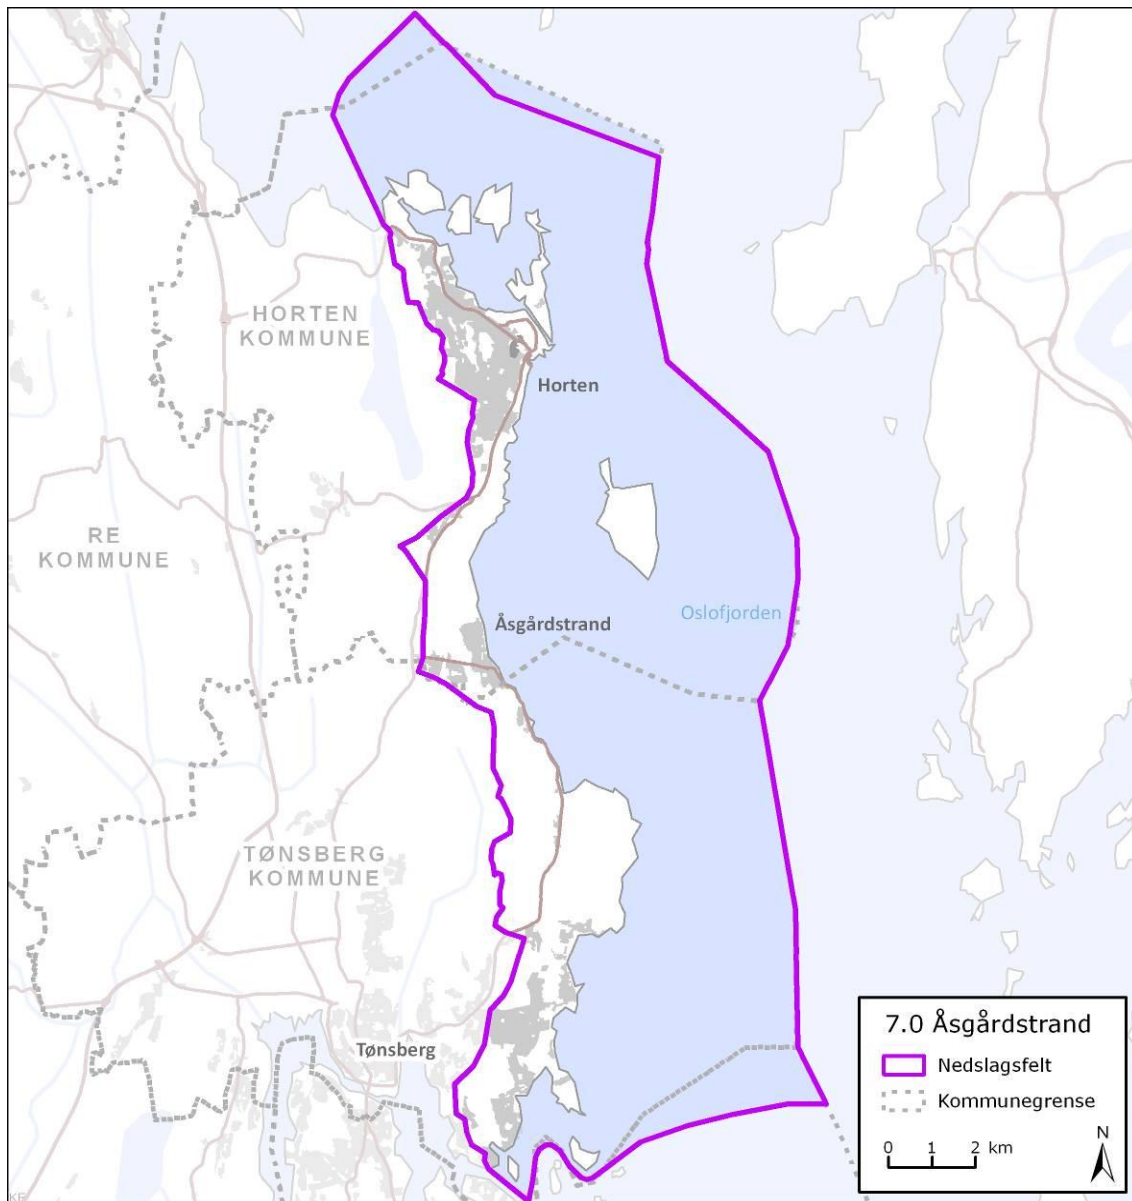 HORTEN
KOMMUNE
Horten
RE
KOMMUNE
Åsgårdstrand
Oslofjorden
TØNSBERG
KOMMUNE
Tønsberg
7.0 Åsgårdstrand
Nedslagsfelt
Kommunegrense
0 1 2 km
N